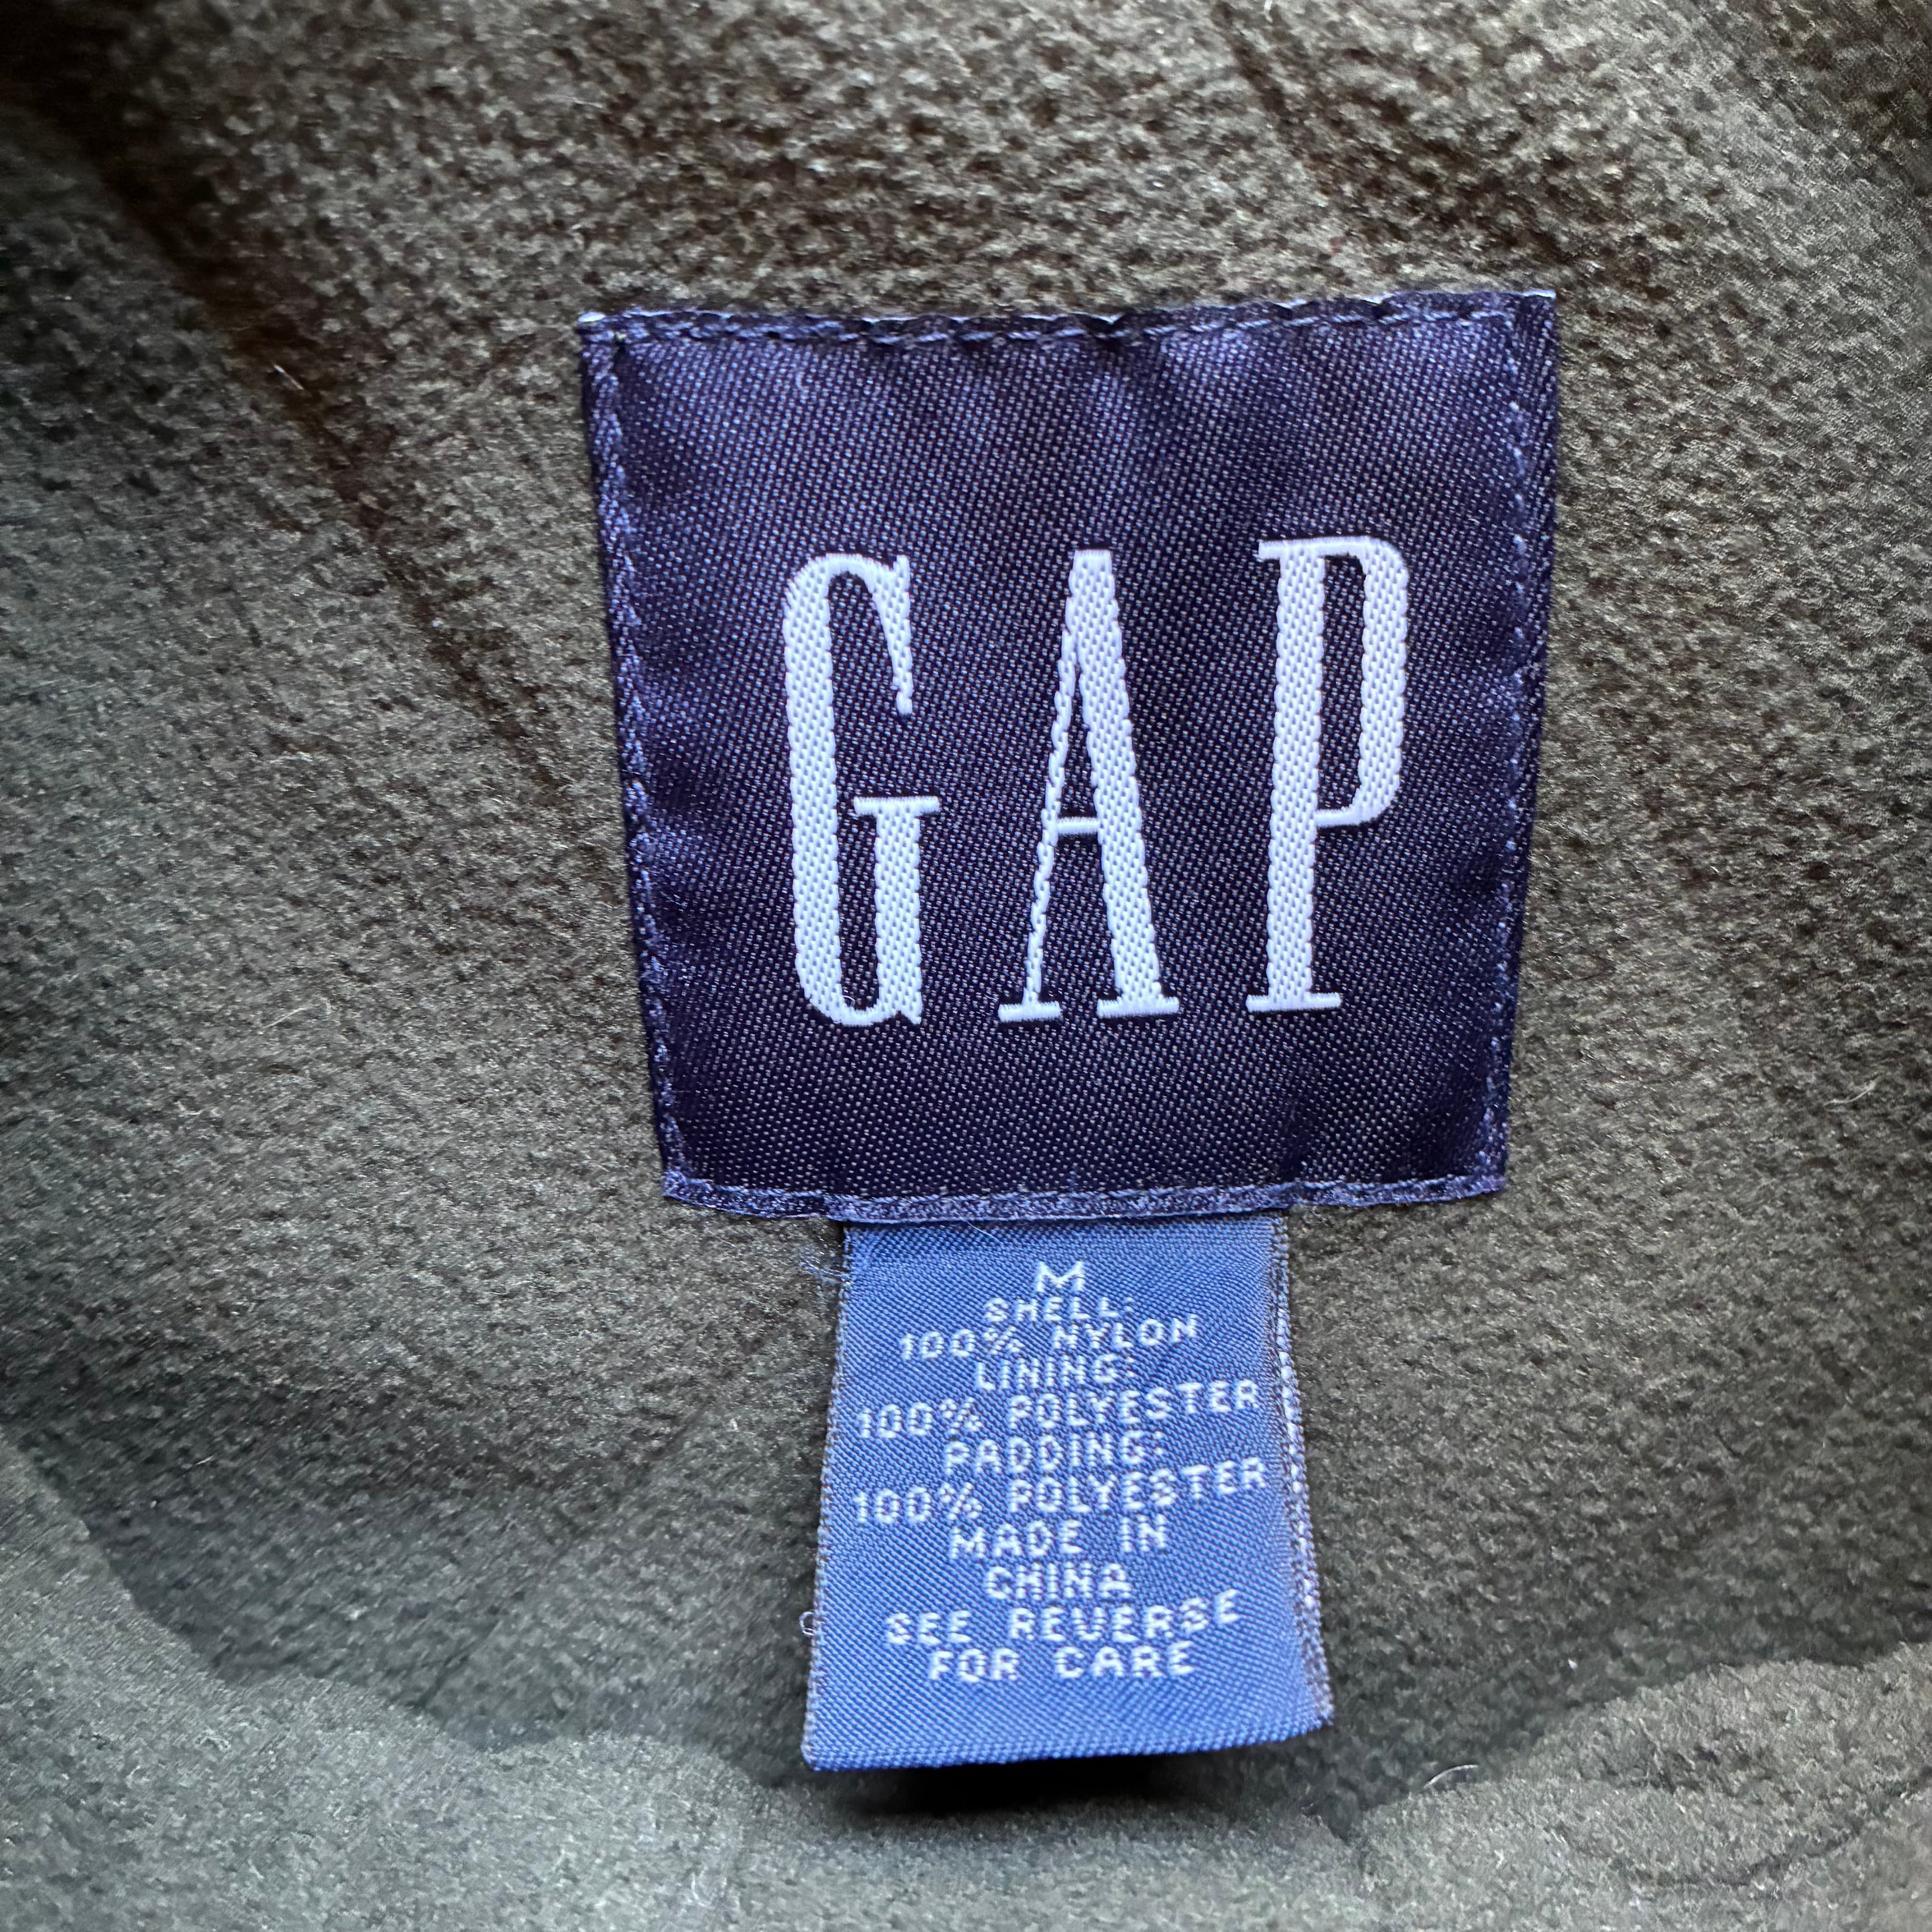 GAP
M
SHELL:
100% NYLON
LINING:
100% POLYESTER
PADDING:
100% POLYESTER
MADE IN
CHINA
SEE REVERSE
FOR CARE